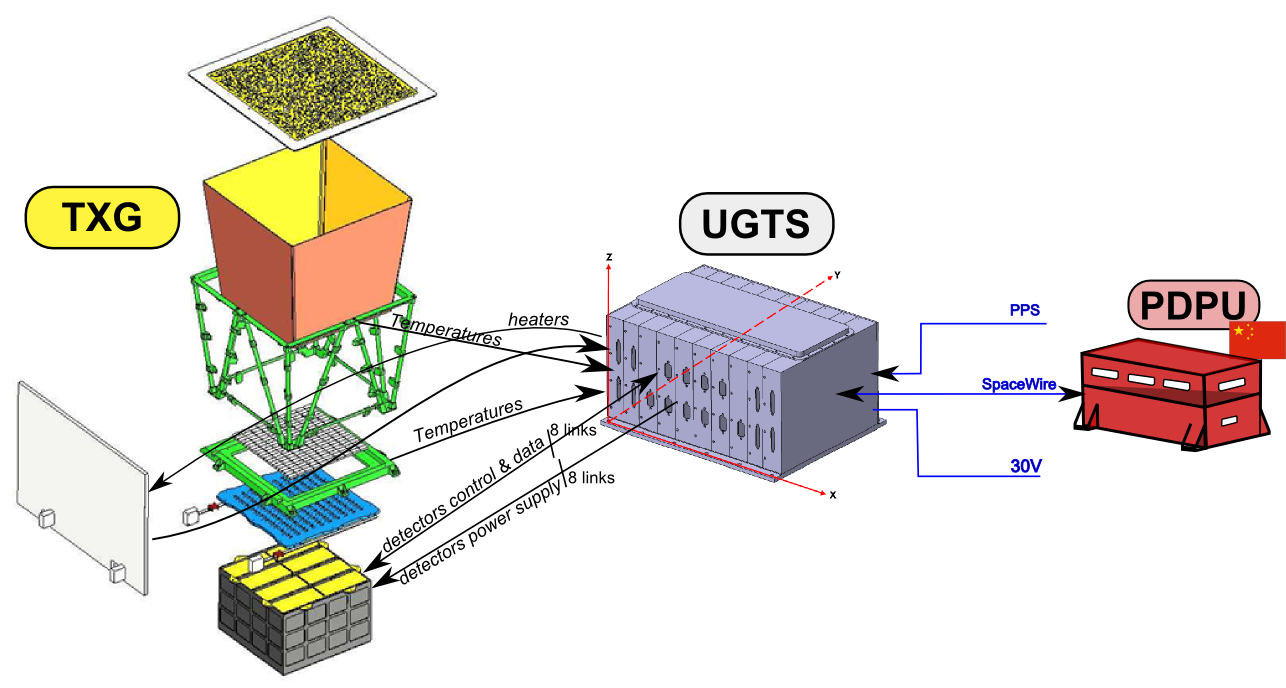 TXG
UGTS
PDPU
Z
Y
X
heaters
Temperatures
Temperatures
8 links
detectors control & data
8 links
detectors power supply
PPS
SpaceWire
30V